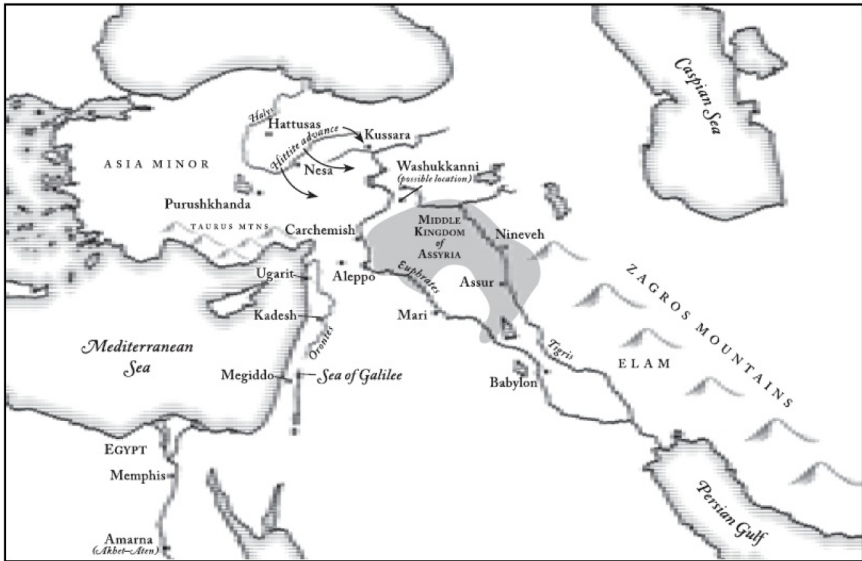 Caspian Sea
Halys
Hattusas
Hittite advance
Kussara
ASIA MINOR
Nesa
Washukkanni
(possible location)
Purushkhanda
TAURUS MTNS
Carchemish
MIDDLE
KINGDOM
of
ASSYRIA
Nineveh
Ugarit
Aleppo
Euphrates
Assur
ZAGROS MOUNTAINS
Kadesh
Mari
Orontes
Mediterranean
Sea
Tigris
ELAM
Megiddo
Sea of Galilee
Babylon
EGYPT
Memphis
Persian Gulf
Amarna
(Akhet-Aten)